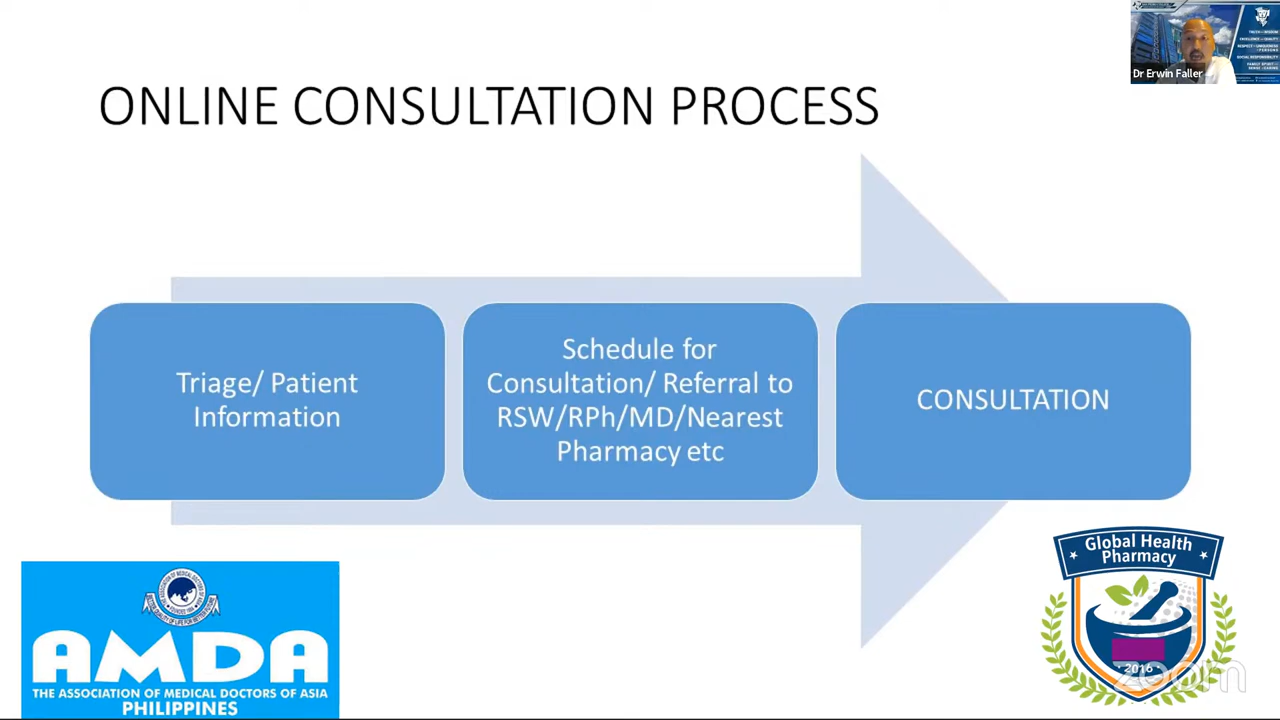 ONLINE CONSULTATION PROCESS
Dr Erwin Faller
Triage/ Patient
Information
Schedule for
Consultation/ Referral to
RSW/RPh/MD/Nearest
Pharmacy etc
CONSULTATION
AMDA
THE ASSOCIATION OF MEDICAL DOCTORS OF ASIA
PHILIPPINES
Global Health
Pharmacy
2016
zoom